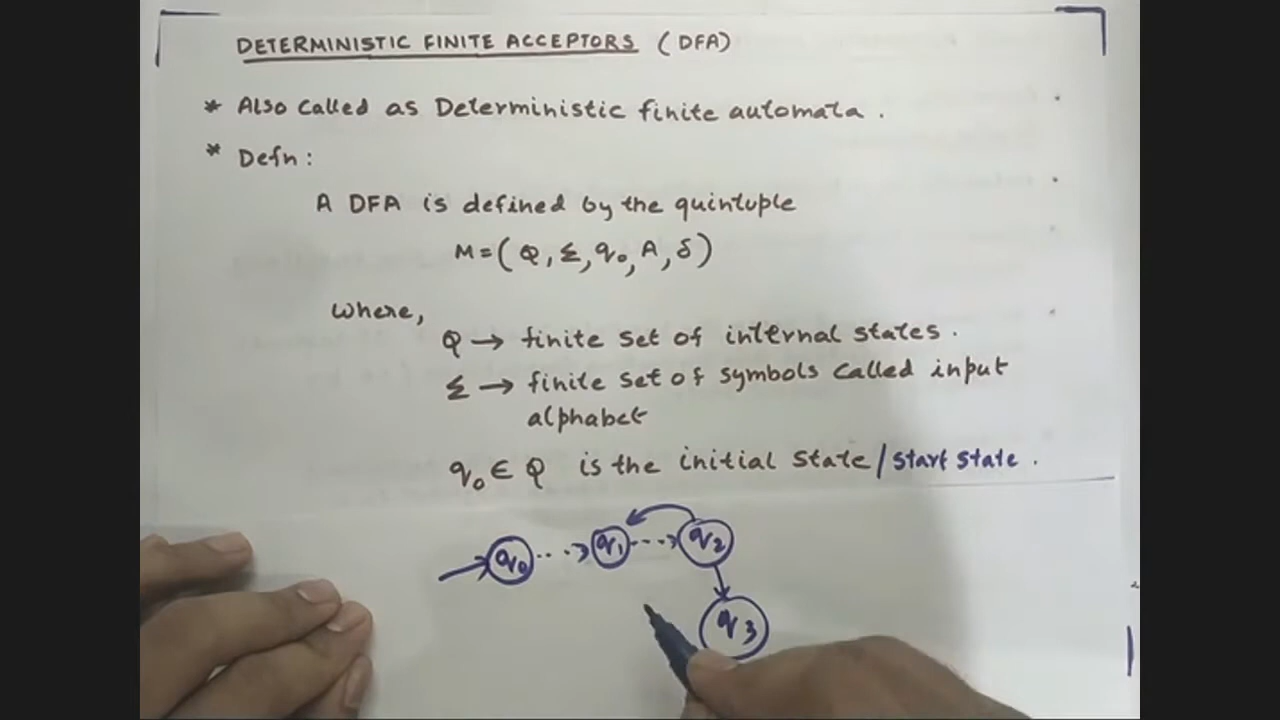 DETERMINISTIC FINITE ACCEPTORS (DFA)
* Also called as Deterministic finite automata.
* Defn:
A DFA is defined by the quintuple
M=(Q, Σ, q₀, A, δ)
where,
Q → finite set of internal states.
Σ → finite set of symbols called input
alphabet
q₀ ∈ Q is the initial state/start state.
q₀ q₁ q₂
q₃